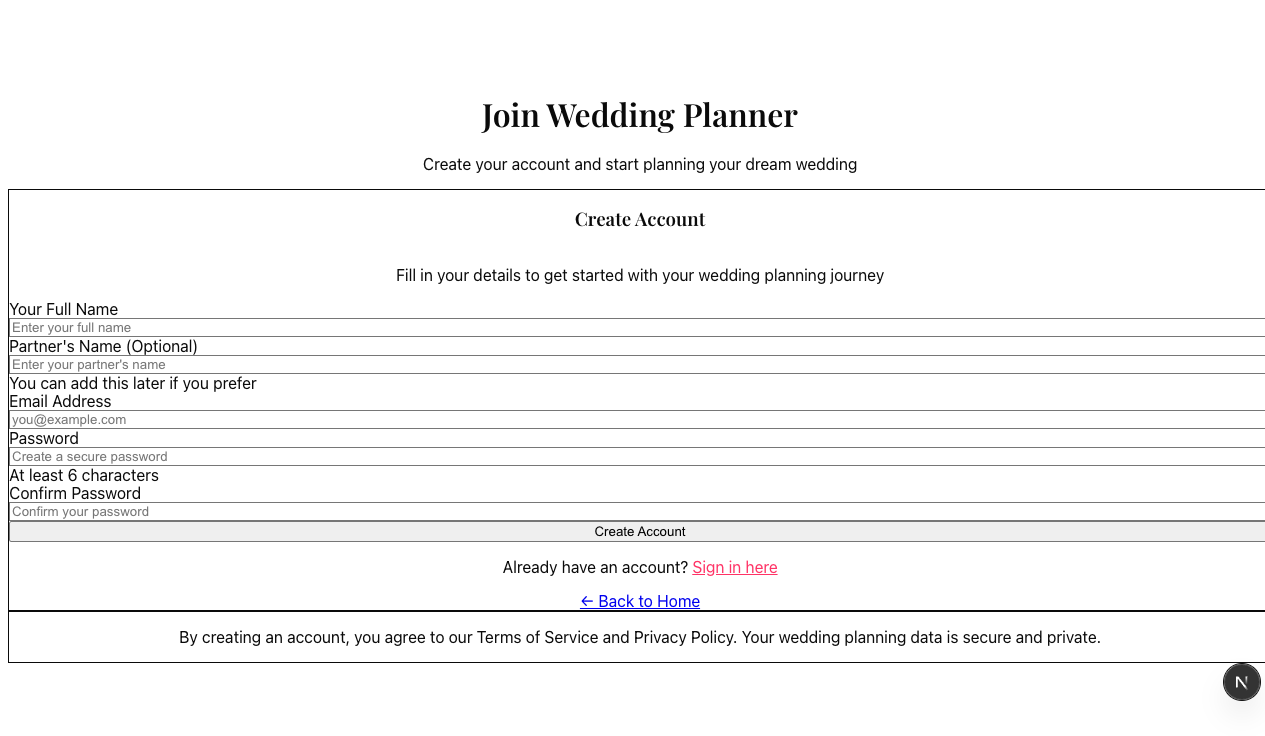 Join Wedding Planner
Create your account and start planning your dream wedding
Create Account
Fill in your details to get started with your wedding planning journey
Your Full Name
Enter your full name
Partner's Name (Optional)
Enter your partner's name
You can add this later if you prefer
Email Address
you@example.com
Password
Create a secure password
At least 6 characters
Confirm Password
Confirm your password
Create Account
Already have an account? Sign in here
← Back to Home
By creating an account, you agree to our Terms of Service and Privacy Policy. Your wedding planning data is secure and private.
N